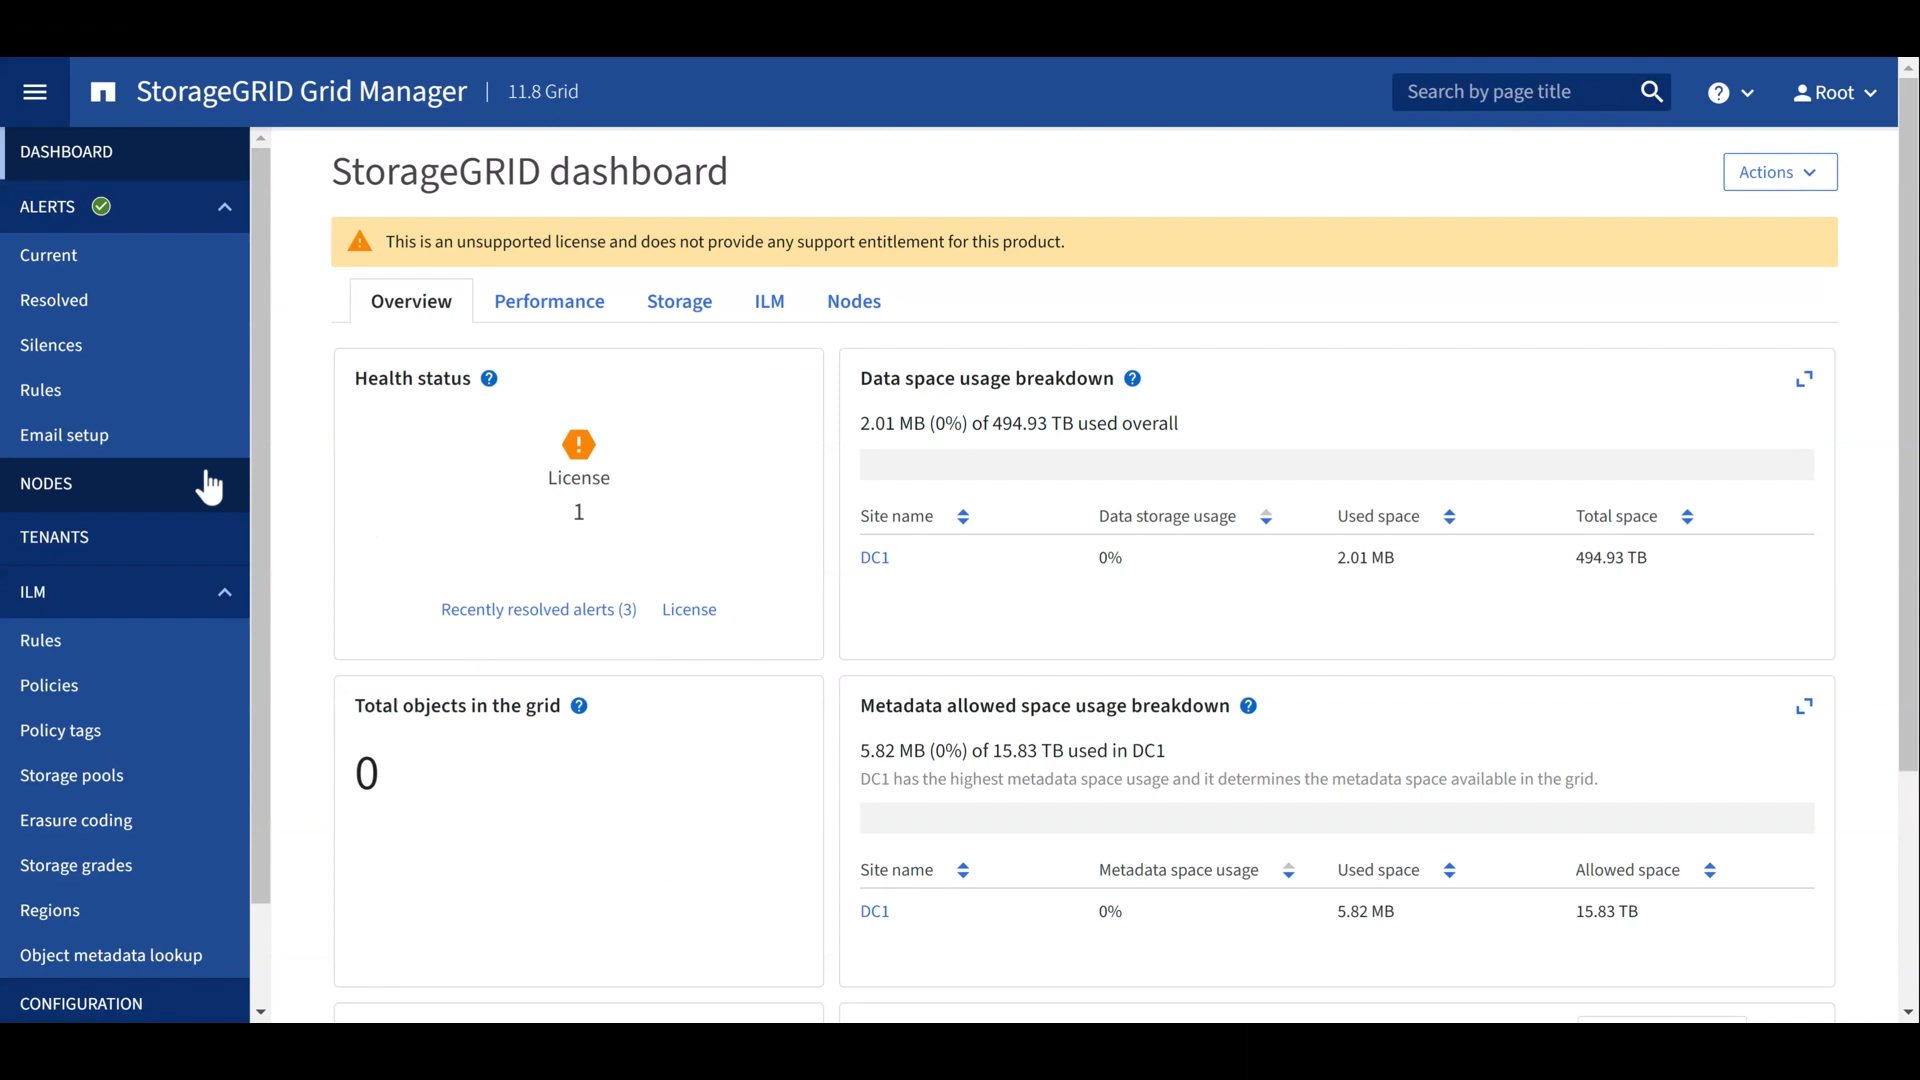 StorageGRID Grid Manager | 11.8 Grid
Search by page title
?
Root
DASHBOARD
ALERTS
Current
Resolved
Silences
Rules
Email setup
NODES
TENANTS
ILM
Rules
Policies
Policy tags
Storage pools
Erasure coding
Storage grades
Regions
Object metadata lookup
CONFIGURATION
StorageGRID dashboard
Actions
This is an unsupported license and does not provide any support entitlement for this product.
Overview Performance Storage ILM Nodes
Health status ?
License
1
Recently resolved alerts (3) License
Data space usage breakdown ?
2.01 MB (0%) of 494.93 TB used overall
Site name Data storage usage Used space Total space
DC1 0% 2.01 MB 494.93 TB
Total objects in the grid ?
0
Metadata allowed space usage breakdown ?
5.82 MB (0%) of 15.83 TB used in DC1
DC1 has the highest metadata space usage and it determines the metadata space available in the grid.
Site name Metadata space usage Used space Allowed space
DC1 0% 5.82 MB 15.83 TB